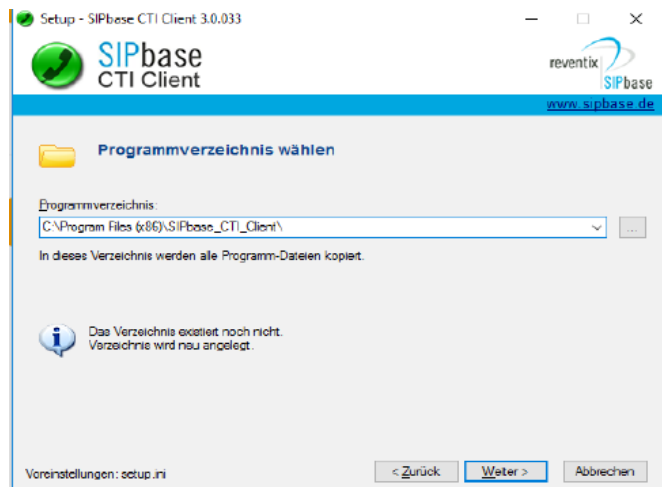 Setup - SIPbase CTI Client 3.0.033
SIPbase
CTI Client
reventix
SIPbase
www.sipbase.de
Programmverzeichnis wählen
Programmverzeichnis:
C:\Program Files (x86)\SIPbase_CTI_Client\
...
In dieses Verzeichnis werden alle Programm-Dateien kopiert.
Das Verzeichnis existiert noch nicht.
Verzeichnis wird neu angelegt.
Voreinstellungen: setup.ini
< Zurück
Weter >
Abbrechen